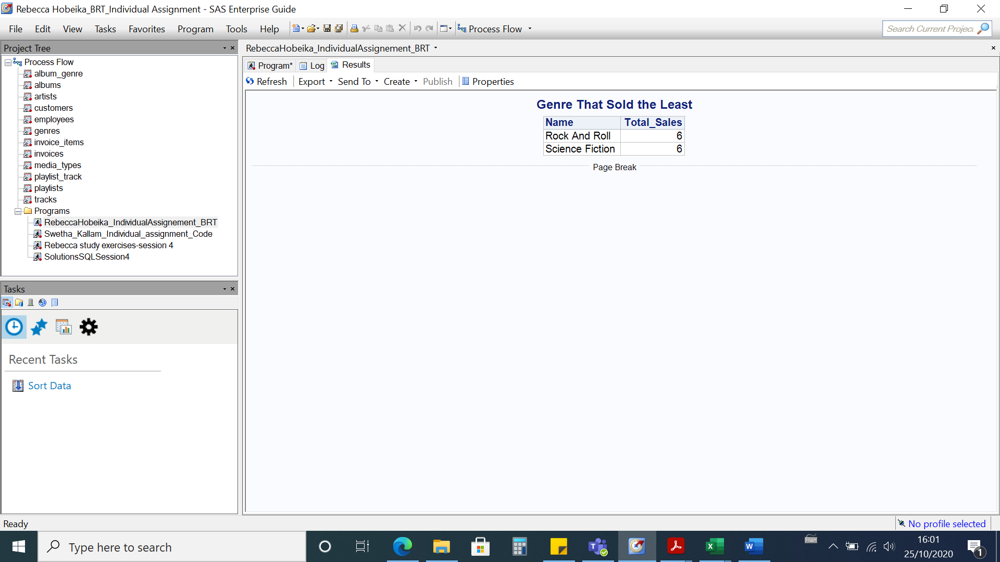 Rebecca Hobeika_BRT_Individual Assignment - SAS Enterprise Guide
File Edit View Tasks Favorites Program Tools Help Process Flow Search Current Project
Project Tree
Process Flow
album_genre
albums
artists
customers
employees
genres
invoice_items
invoices
media_types
playlist_track
playlists
tracks
Programs
RebeccaHobeika_IndividualAssignement_BRT
Swetha_Kallam_Individual_assignment_Code
Rebecca study exercises-session 4
SolutionsSQLSession4
Tasks
Recent Tasks
Sort Data
RebeccaHobeika_IndividualAssignement_BRT
Program* Log Results
Refresh Export Send To Create Publish Properties
Genre That Sold the Least
Name Total_Sales
Rock And Roll 6
Science Fiction 6
Page Break
Ready No profile selected
Type here to search
16:01
25/10/2020
1